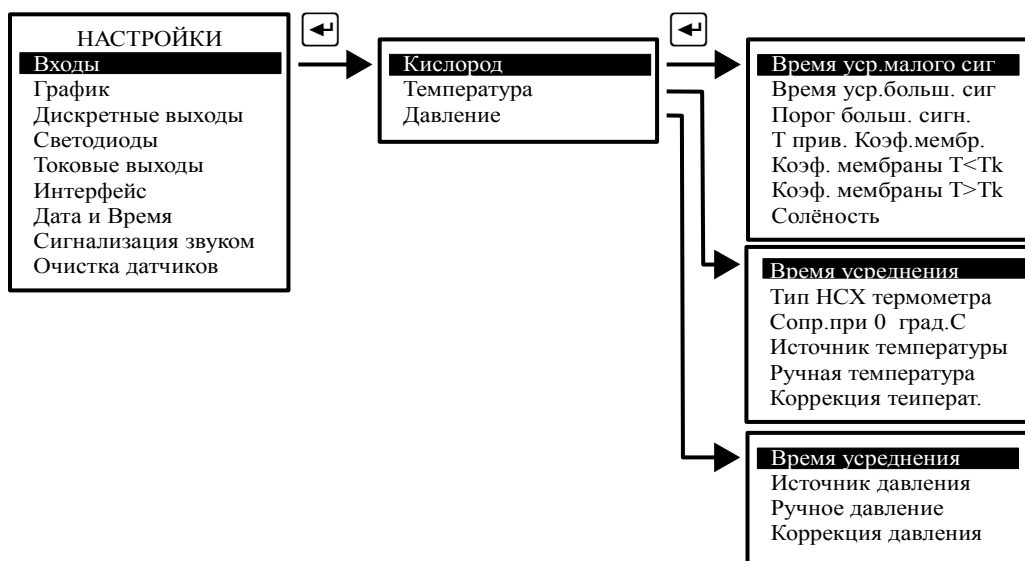 НАСТРОЙКИ
Входы
График
Дискретные выходы
Светодиоды
Токовые выходы
Интерфейс
Дата и Время
Сигнализация звуком
Очистка датчиков
Кислород
Температура
Давление
Время уср.малого сиг
Время уср.больш. сиг
Порог больш. сигн.
Т прив. Коэф.мембр.
Коэф. мембраны T<Tk
Коэф. мембраны T>Tk
Солёность
Время усреднения
Тип НСХ термометра
Сопр.при 0 град.С
Источник температуры
Ручная температура
Коррекция теиперат.
Время усреднения
Источник давления
Ручное давление
Коррекция давления